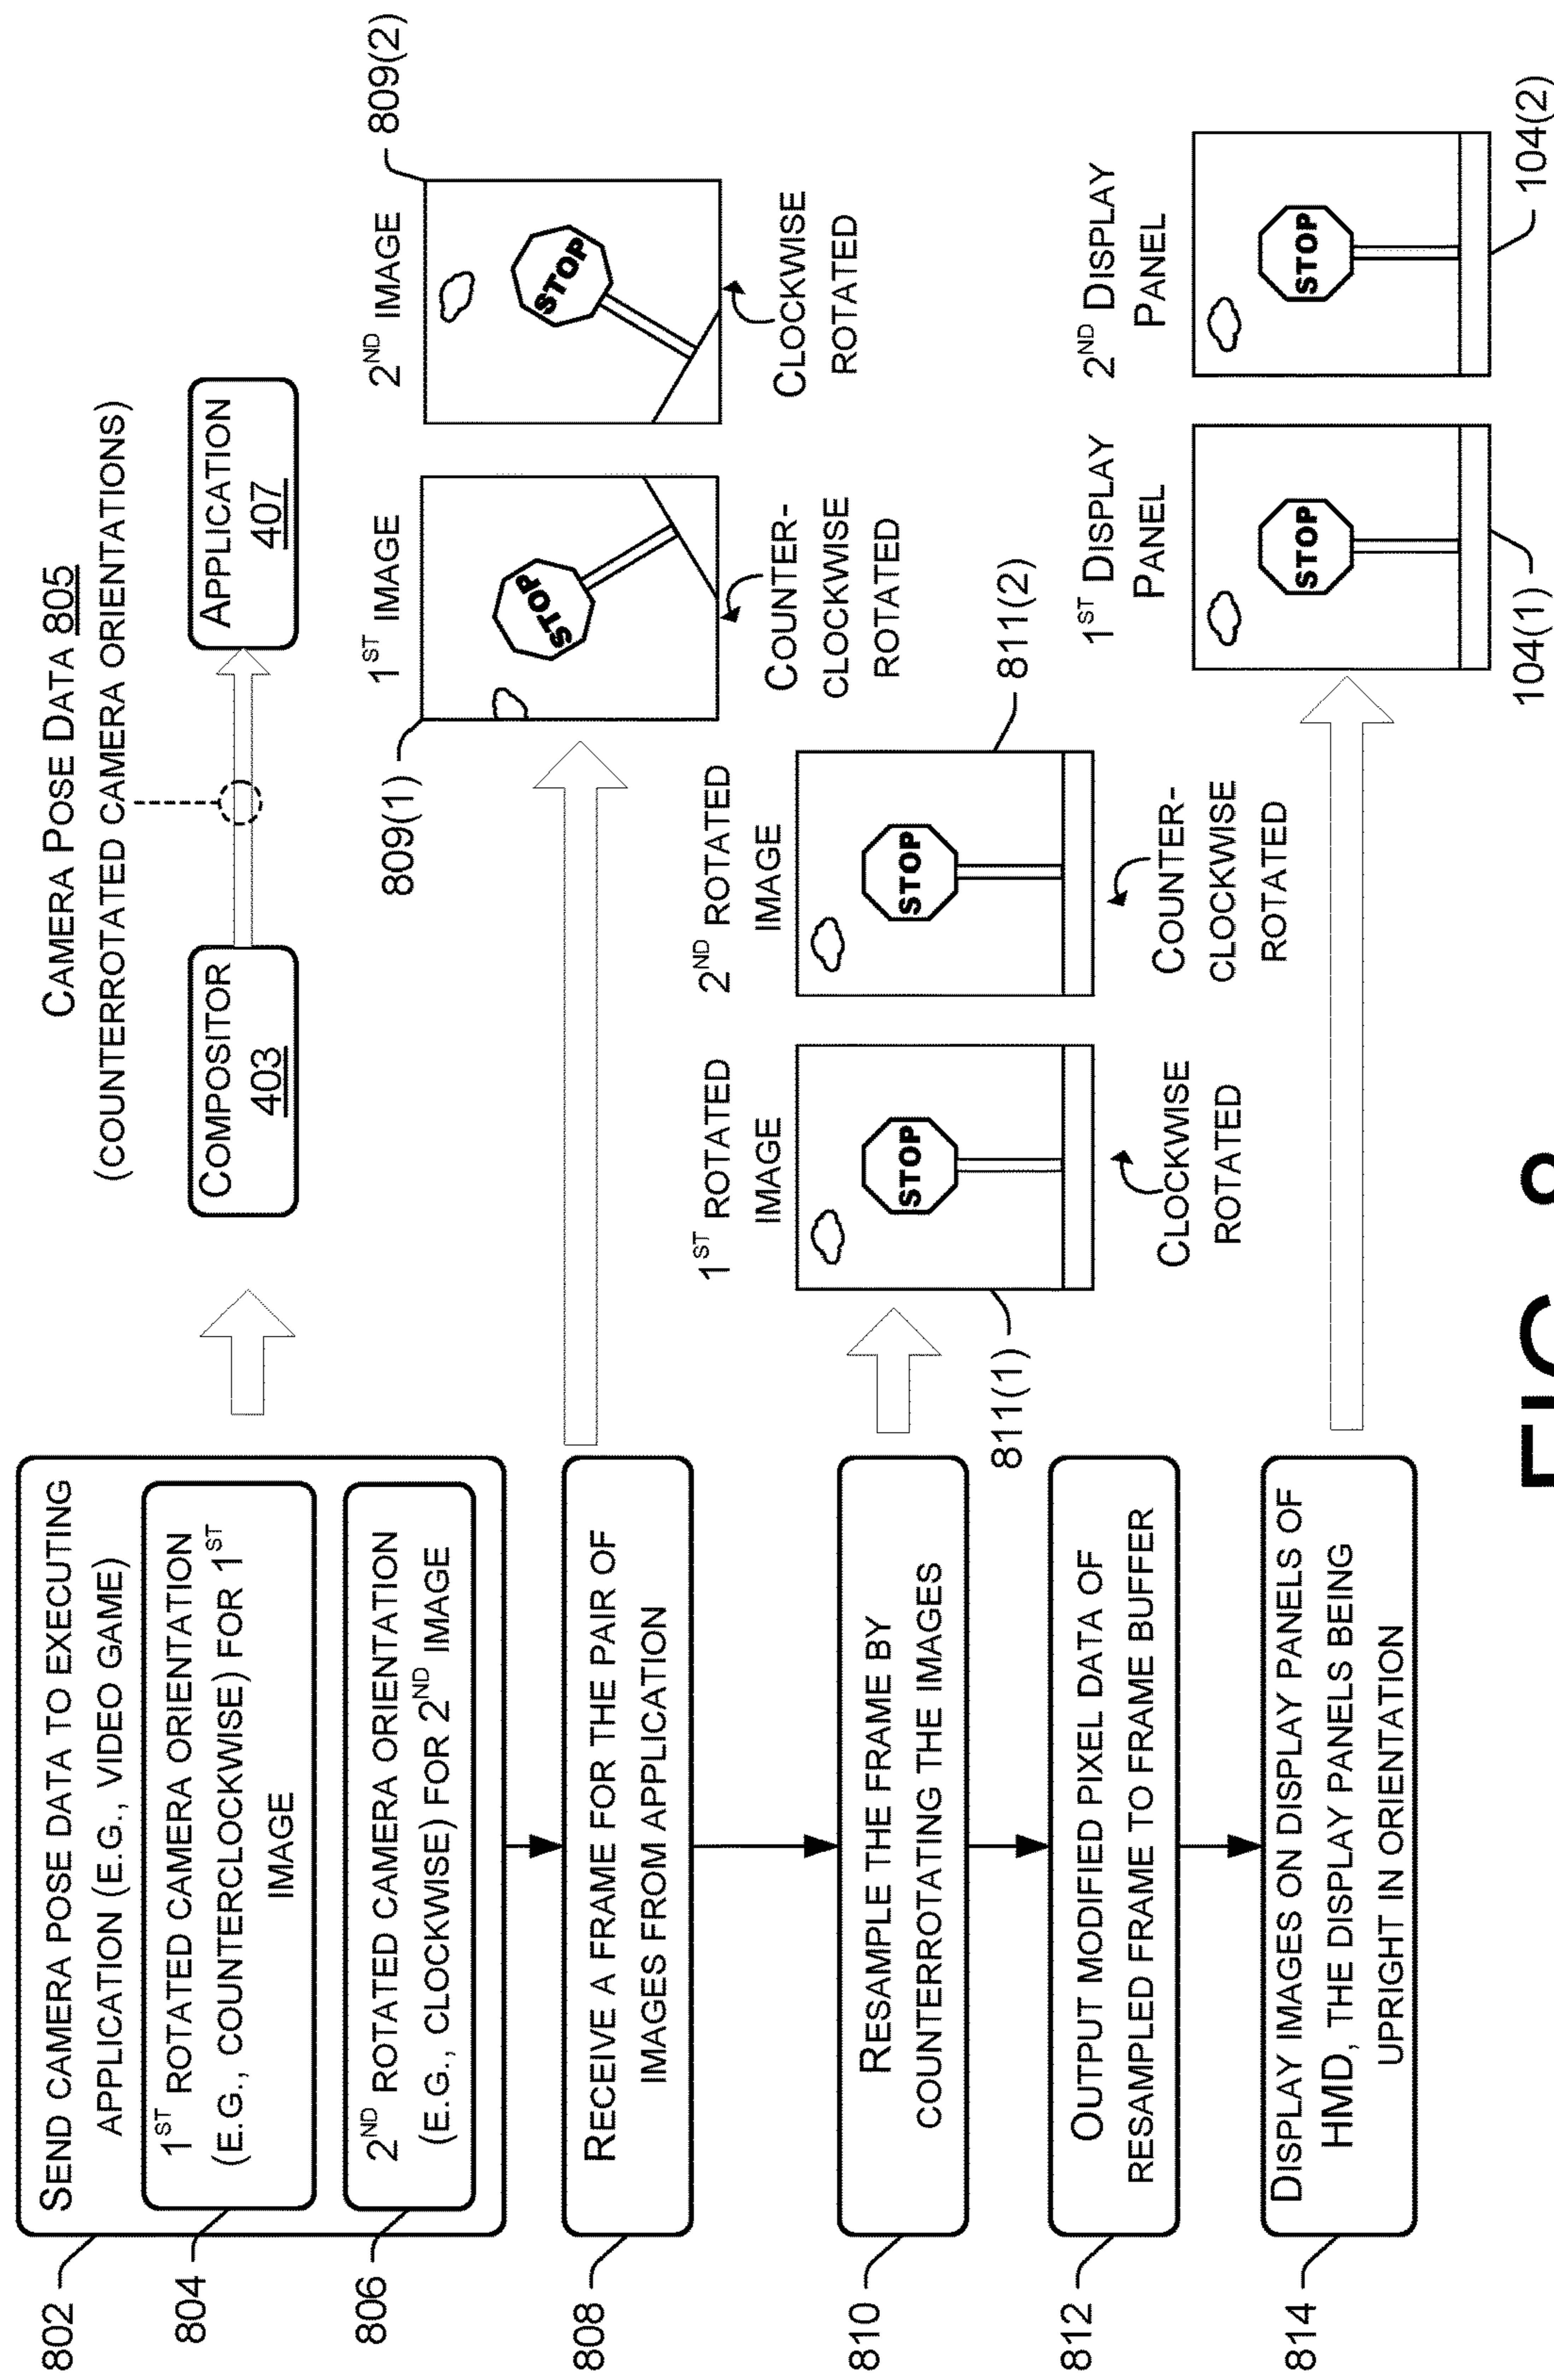 802
SEND CAMERA POSE DATA TO EXECUTING
APPLICATION (E.G., VIDEO GAME)
804
1ST ROTATED CAMERA ORIENTATION
(E.G., COUNTERCLOCKWISE) FOR 1ST
IMAGE
806
2ND ROTATED CAMERA ORIENTATION
(E.G., CLOCKWISE) FOR 2ND IMAGE
CAMERA POSE DATA 805
(COUNTERROTATED CAMERA ORIENTATIONS)
COMPOSITOR
403
APPLICATION
407
808
RECEIVE A FRAME FOR THE PAIR OF
IMAGES FROM APPLICATION
809(1)
1ST IMAGE
STOP
COUNTER-
CLOCKWISE
ROTATED
809(2)
2ND IMAGE
STOP
CLOCKWISE
ROTATED
810
RESAMPLE THE FRAME BY
COUNTERROTATING THE IMAGES
811(1)
1ST ROTATED
IMAGE
STOP
CLOCKWISE
ROTATED
811(2)
2ND ROTATED
IMAGE
STOP
COUNTER-
CLOCKWISE
ROTATED
812
OUTPUT MODIFIED PIXEL DATA OF
RESAMPLED FRAME TO FRAME BUFFER
814
DISPLAY IMAGES ON DISPLAY PANELS OF
HMD, THE DISPLAY PANELS BEING
UPRIGHT IN ORIENTATION
1ST DISPLAY
PANEL
STOP
104(1)
2ND DISPLAY
PANEL
STOP
104(2)